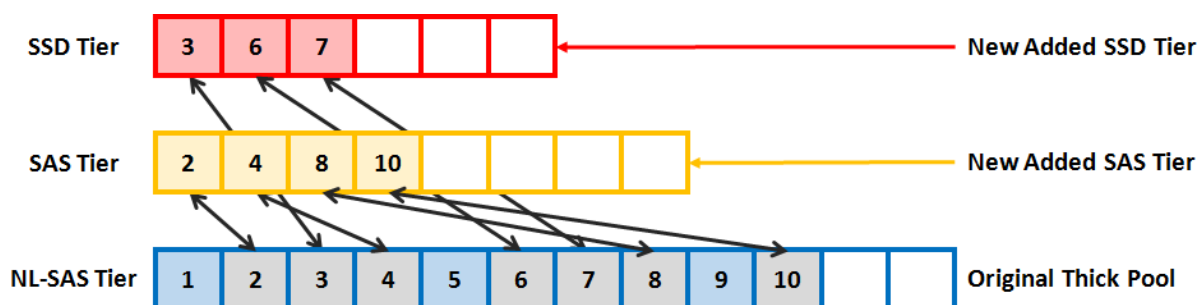 SSD Tier 3 6 7 New Added SSD Tier
SAS Tier 2 4 8 10 New Added SAS Tier
NL-SAS Tier 1 2 3 4 5 6 7 8 9 10 Original Thick Pool